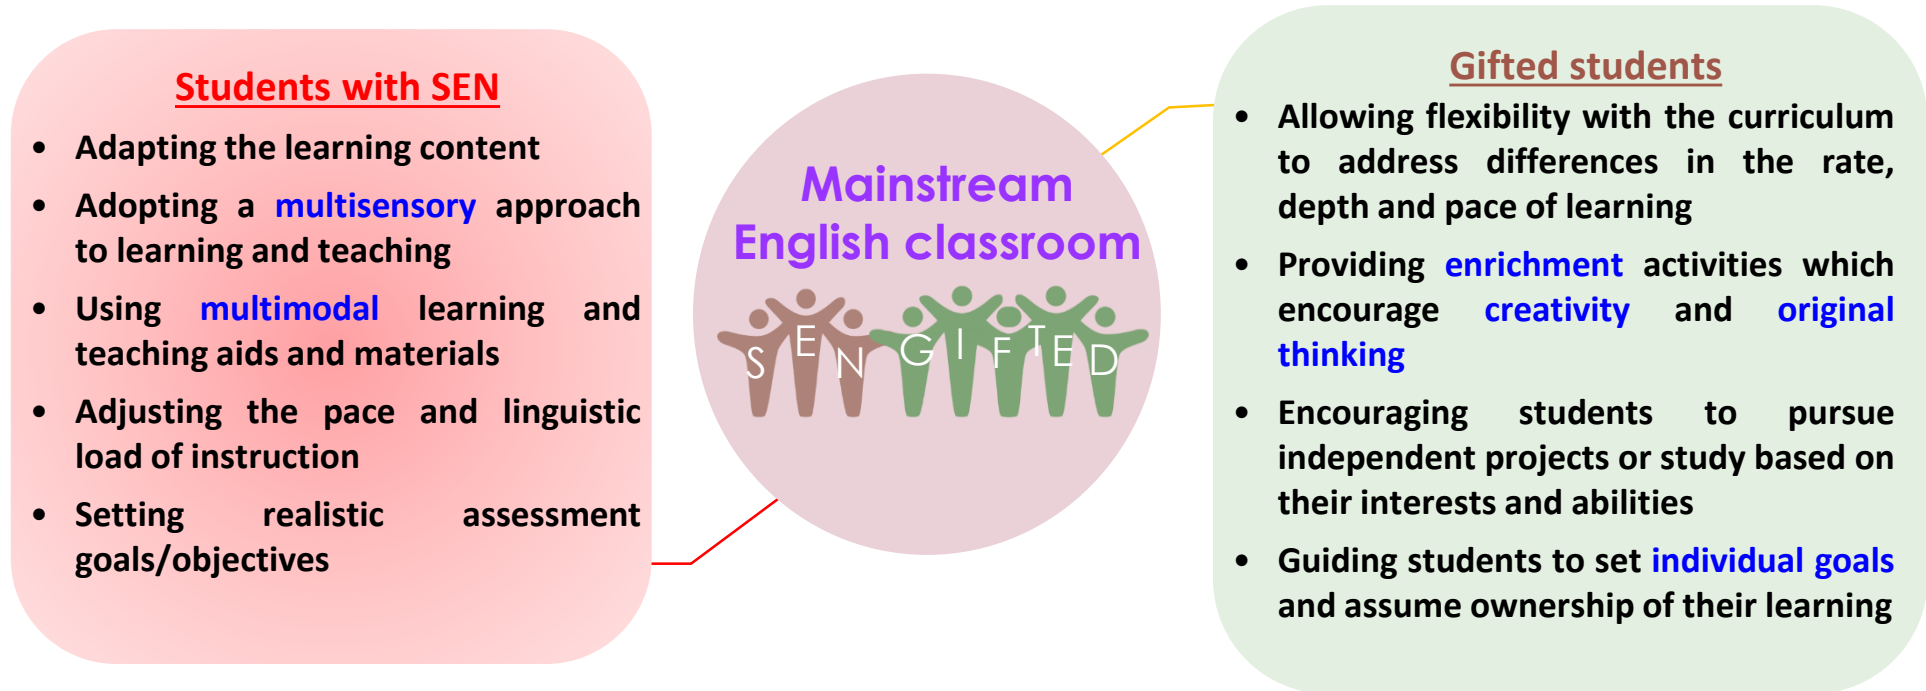 Students with SEN
• Adapting the learning content
• Adopting a multisensory approach
to learning and teaching
• Using multimodal learning and
teaching aids and materials
• Adjusting the pace and linguistic
load of instruction
• Setting realistic assessment
goals/objectives
Mainstream
English classroom
SEN GIFTED
Gifted students
• Allowing flexibility with the curriculum
to address differences in the rate,
depth and pace of learning
• Providing enrichment activities which
encourage creativity and original
thinking
• Encouraging students to pursue
independent projects or study based on
their interests and abilities
• Guiding students to set individual goals
and assume ownership of their learning